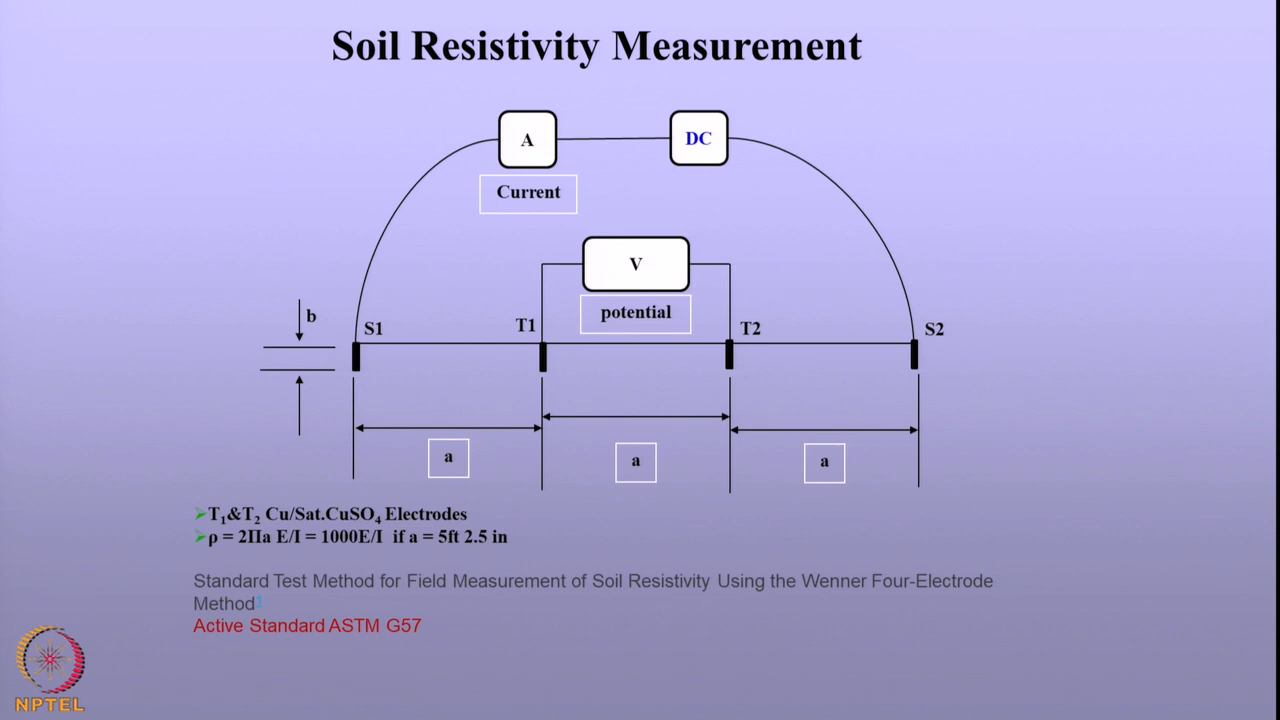 Soil Resistivity Measurement
A
DC
Current
V
potential
b
S1
T1
T2
S2
a
a
a
➢T₁&T₂ Cu/Sat.CuSO₄ Electrodes
➢ρ = 2Πa E/I = 1000E/I if a = 5ft 2.5 in
Standard Test Method for Field Measurement of Soil Resistivity Using the Wenner Four-Electrode
Method¹
Active Standard ASTM G57
NPTEL